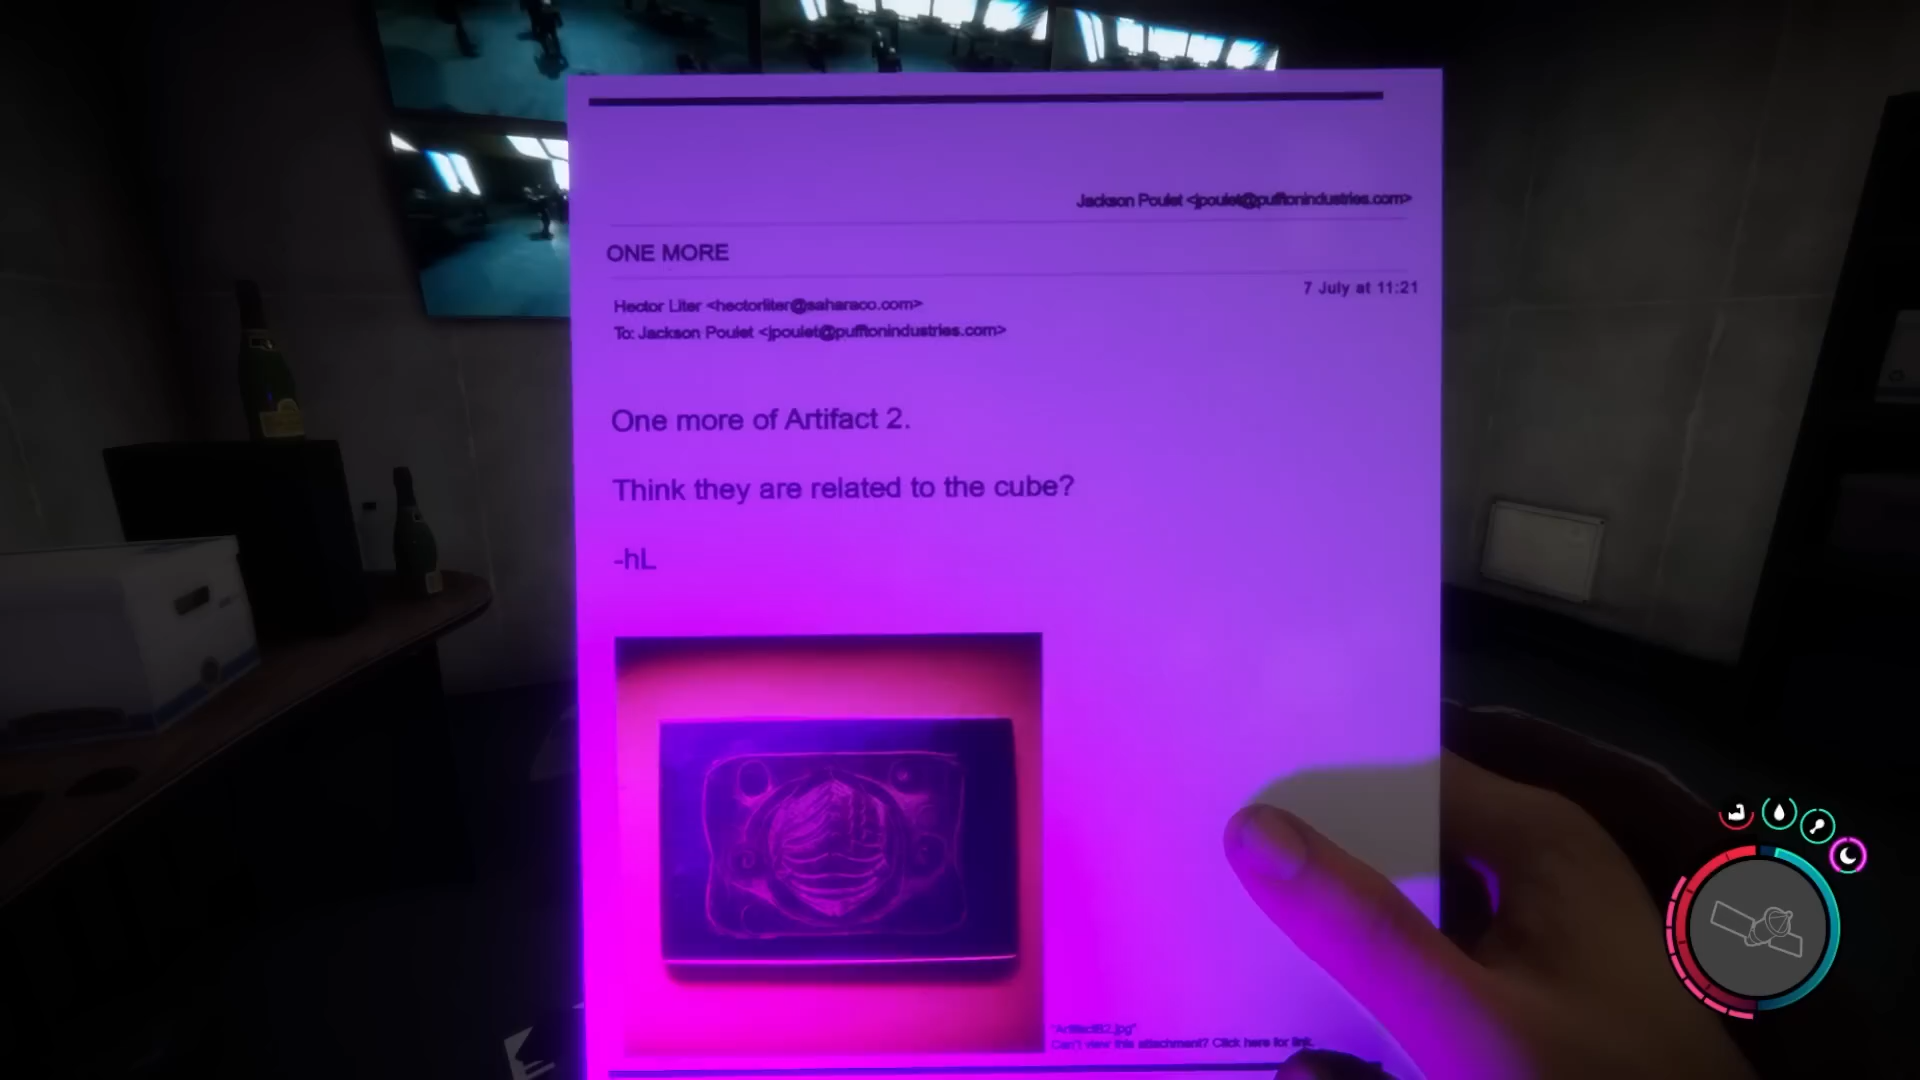 Jackson Poulet <jpoulet@pufftonindustries.com>
ONE MORE
7 July at 11:21
Hector Liter <hectorliter@saharaco.com>
To: Jackson Poulet <jpoulet@pufftonindustries.com>
One more of Artifact 2.
Think they are related to the cube?
-hL
"ArtifactB2.jpg"
Can't view this attachment? Click here for link.